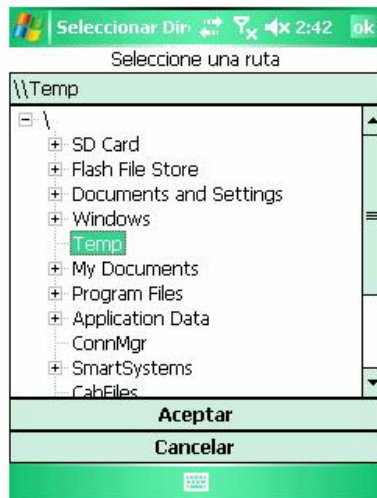 Seleccionar Dir 2:42 ok
Seleccione una ruta
\\Temp
\
SD Card
Flash File Store
Documents and Settings
Windows
Temp
My Documents
Program Files
Application Data
ConnMgr
SmartSystems
CabFiles
Aceptar
Cancelar